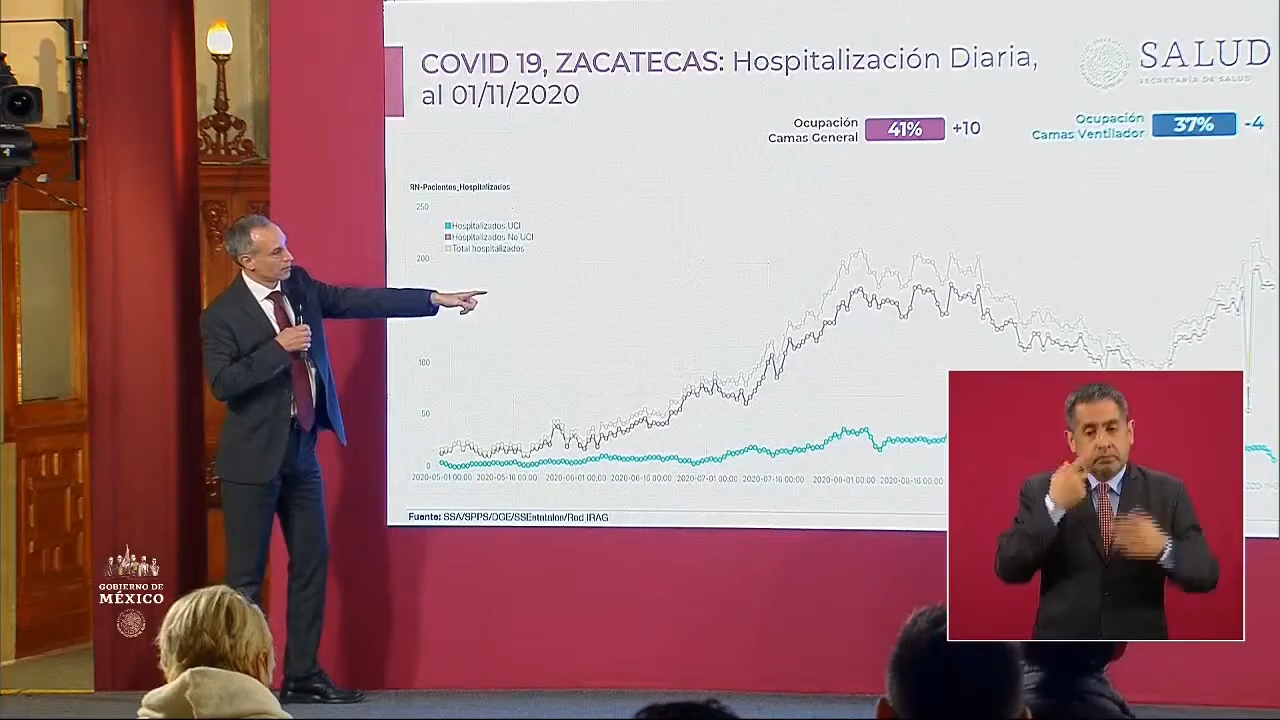 COVID 19, ZACATECAS: Hospitalización Diaria,
al 01/11/2020
SALUD
SECRETARÍA DE SALUD
Ocupación
Camas General
41% +10
Ocupación
Camas Ventilador
37% -4
RN-Pacientes_Hospitalizados
250
Hospitalizados UCI
Hospitalizados No UCI
Total hospitalizados
200
100
50
0
2020-05-01 00:00 2020-05-16 00:00 2020-06-01 00:00 2020-06-16 00:00 2020-07-01 00:00 2020-07-16 00:00 2020-08-01 00:00 2020-08-16 00:00
Fuente: SSA/SPPS/DGE/SSEstatales/Red IRAG
GOBIERNO DE
MÉXICO
4